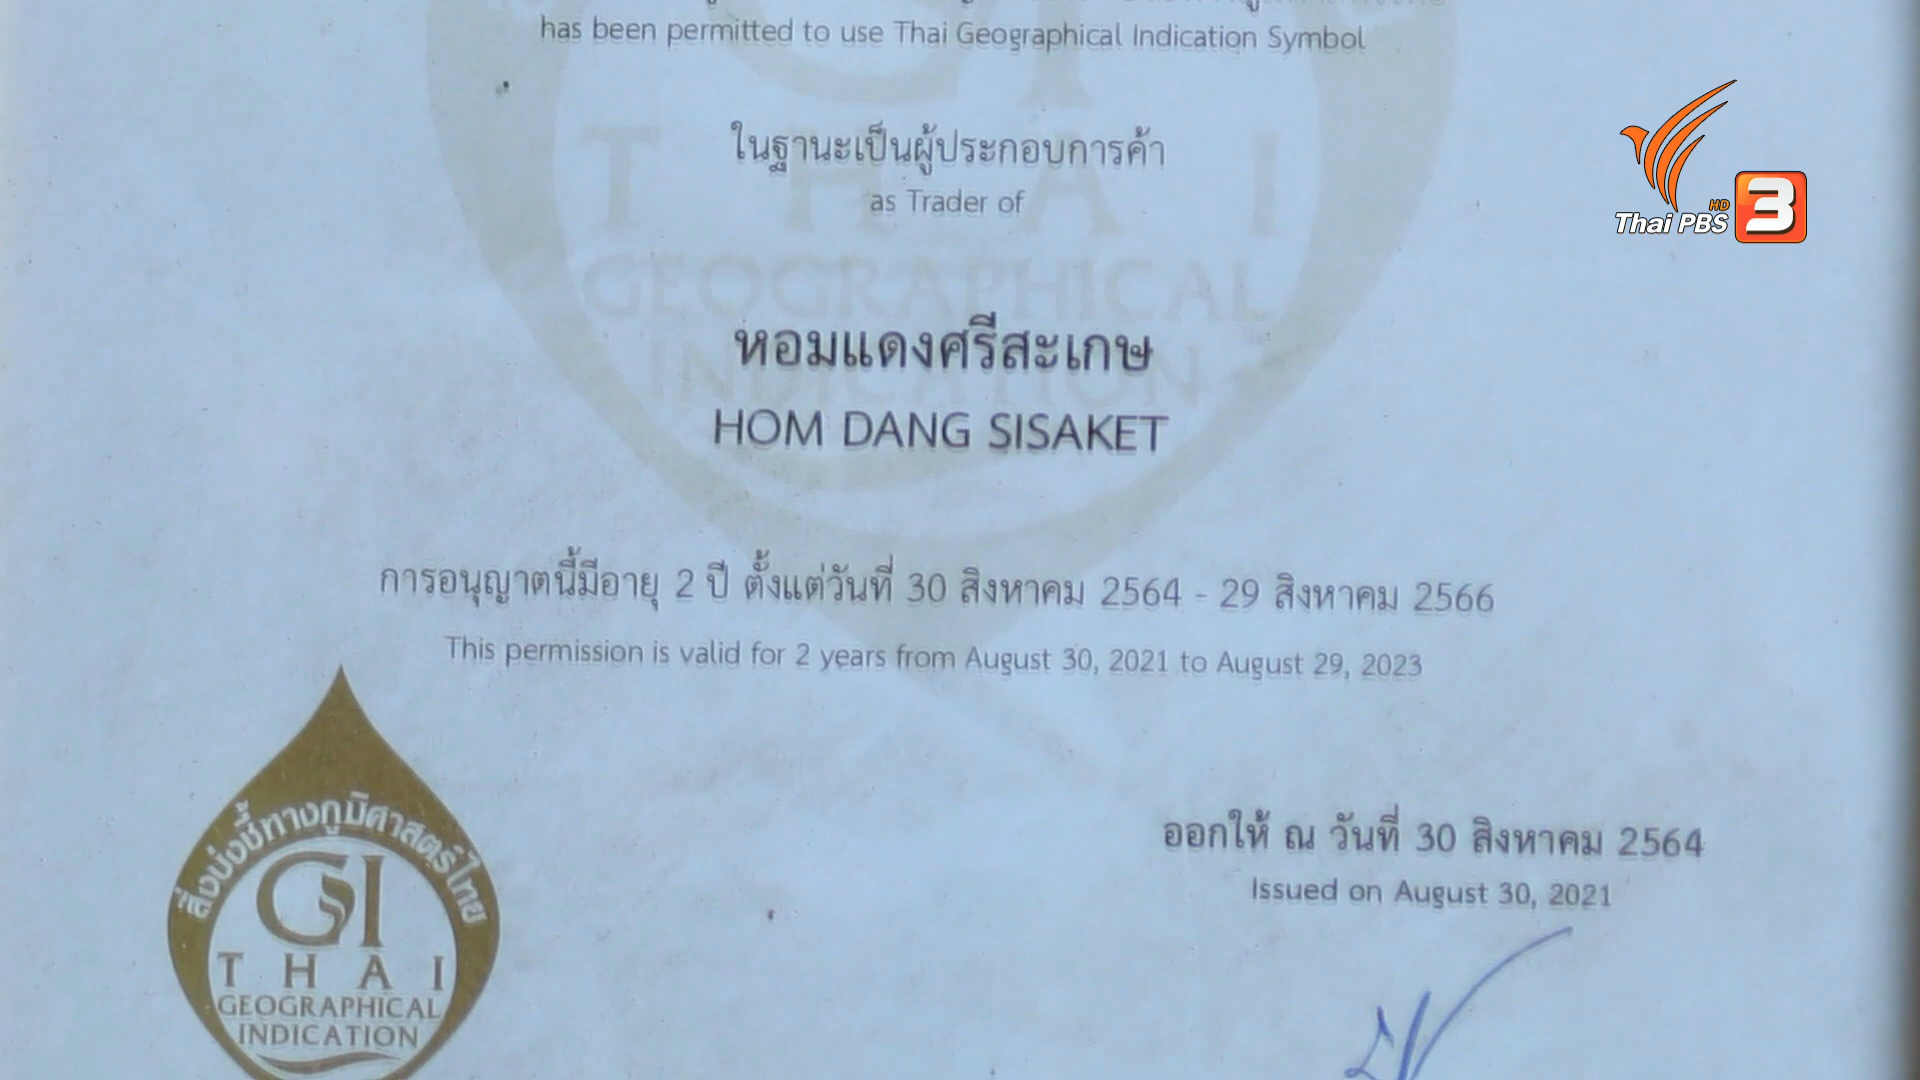 has been permitted to use Thai Geographical Indication Symbol
ในฐานะเป็นผู้ประกอบการค้า
as Trader of
หอมแดงศรีสะเกษ
HOM DANG SISAKET
การอนุญาตนี้มีอายุ 2 ปี ตั้งแต่วันที่ 30 สิงหาคม 2564 - 29 สิงหาคม 2566
This permission is valid for 2 years from August 30, 2021 to August 29, 2023
ออกให้ ณ วันที่ 30 สิงหาคม 2564
Issued on August 30, 2021
สิ่งบ่งชี้ทางภูมิศาสตร์ไทย
GI
THAI
GEOGRAPHICAL
INDICATION
THAI
GEOGRAPHICAL
INDICATION
Thai PBS HD 3